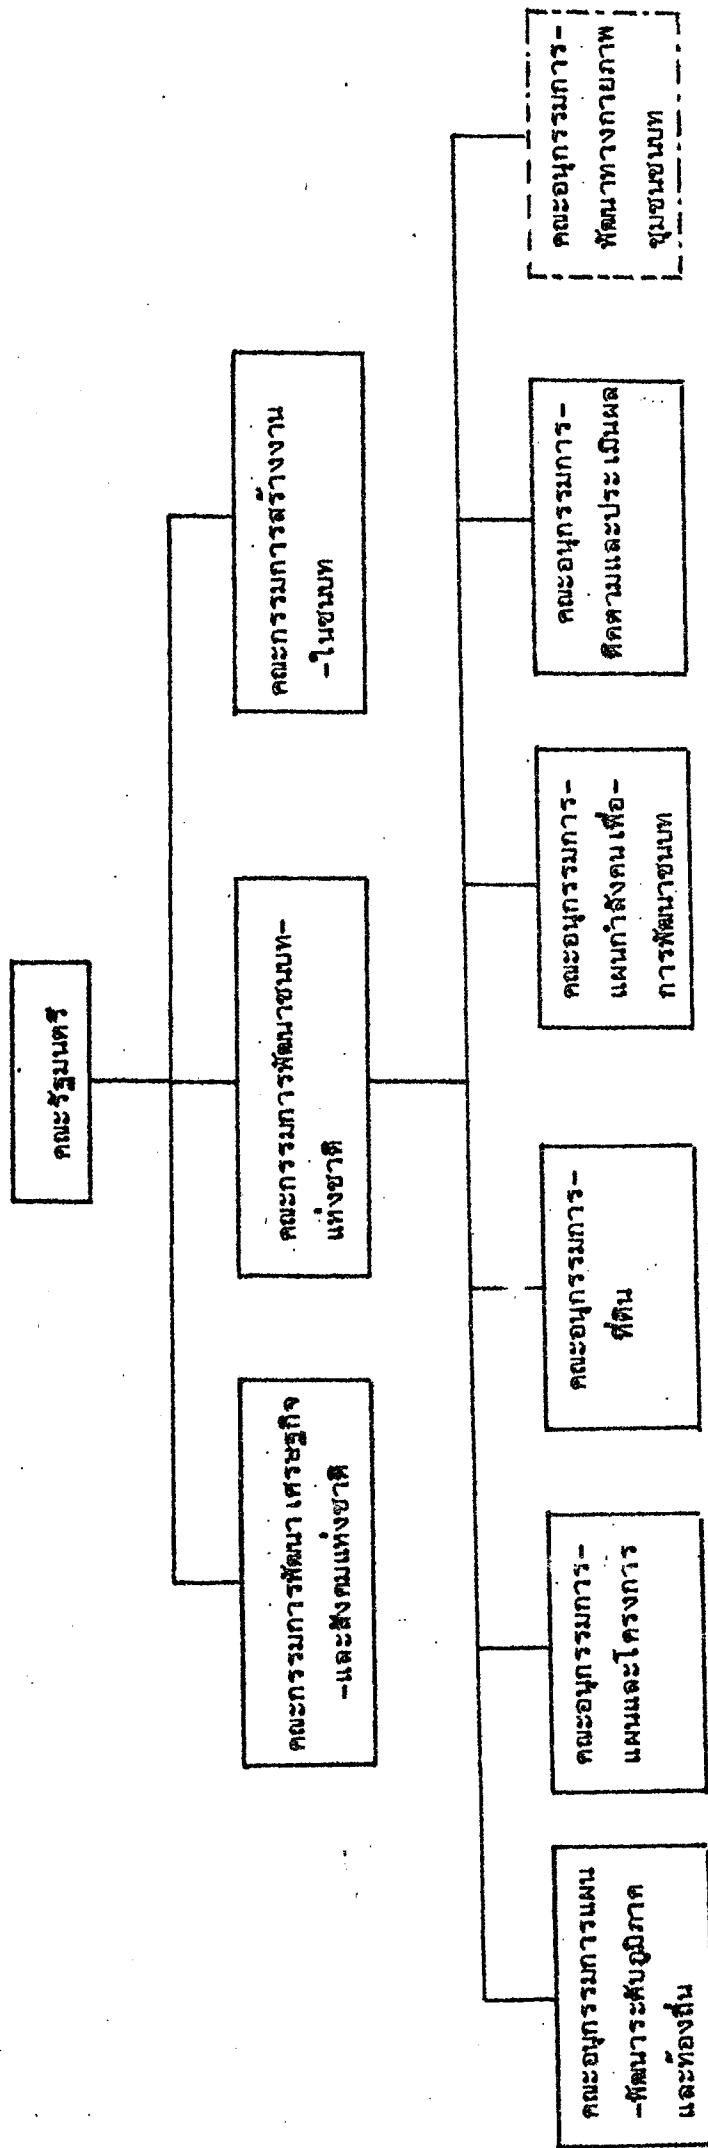 คณะรัฐมนตรี
คณะกรรมการพัฒนาเศรษฐกิจ
-และสังคมแห่งชาติ
คณะกรรมการพัฒนาชนบท-
แห่งชาติ
คณะกรรมการสร้างงาน
-ในชนบท
คณะอนุกรรมการแผน
-พัฒนาระดับภูมิภาค
และท้องถิ่น
คณะอนุกรรมการ-
แผนและโครงการ
คณะอนุกรรมการ-
ที่ดิน
คณะอนุกรรมการ-
แผนกำลังคนเพื่อ-
การพัฒนาชนบท
คณะอนุกรรมการ-
ติดตามและประเมินผล
คณะอนุกรรมการ-
พัฒนาทางกายภาพ
ชุมชนชนบท